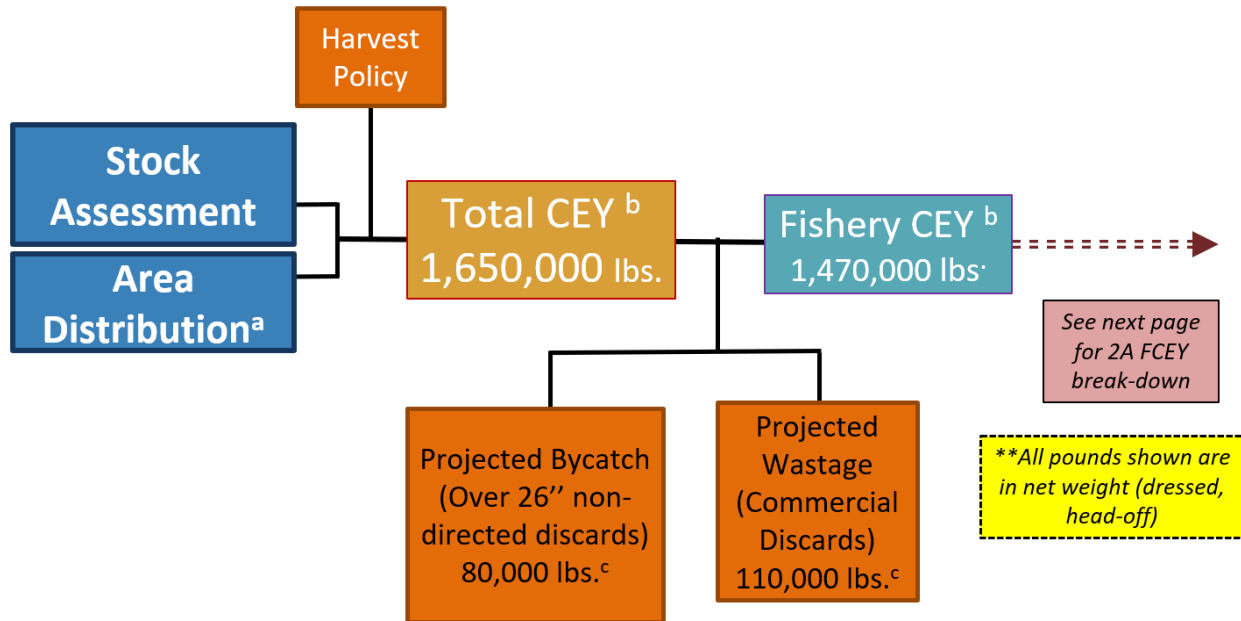 Harvest
Policy
Stock
Assessment
Area
Distributionᵃ
Total CEY ᵇ
1,650,000 lbs.
Fishery CEY ᵇ
1,470,000 lbs·
See next page
for 2A FCEY
break-down
Projected Bycatch
(Over 26’’ non-
directed discards)
80,000 lbs.ᶜ
Projected
Wastage
(Commercial
Discards)
110,000 lbs.ᶜ
**All pounds shown are
in net weight (dressed,
head-off)